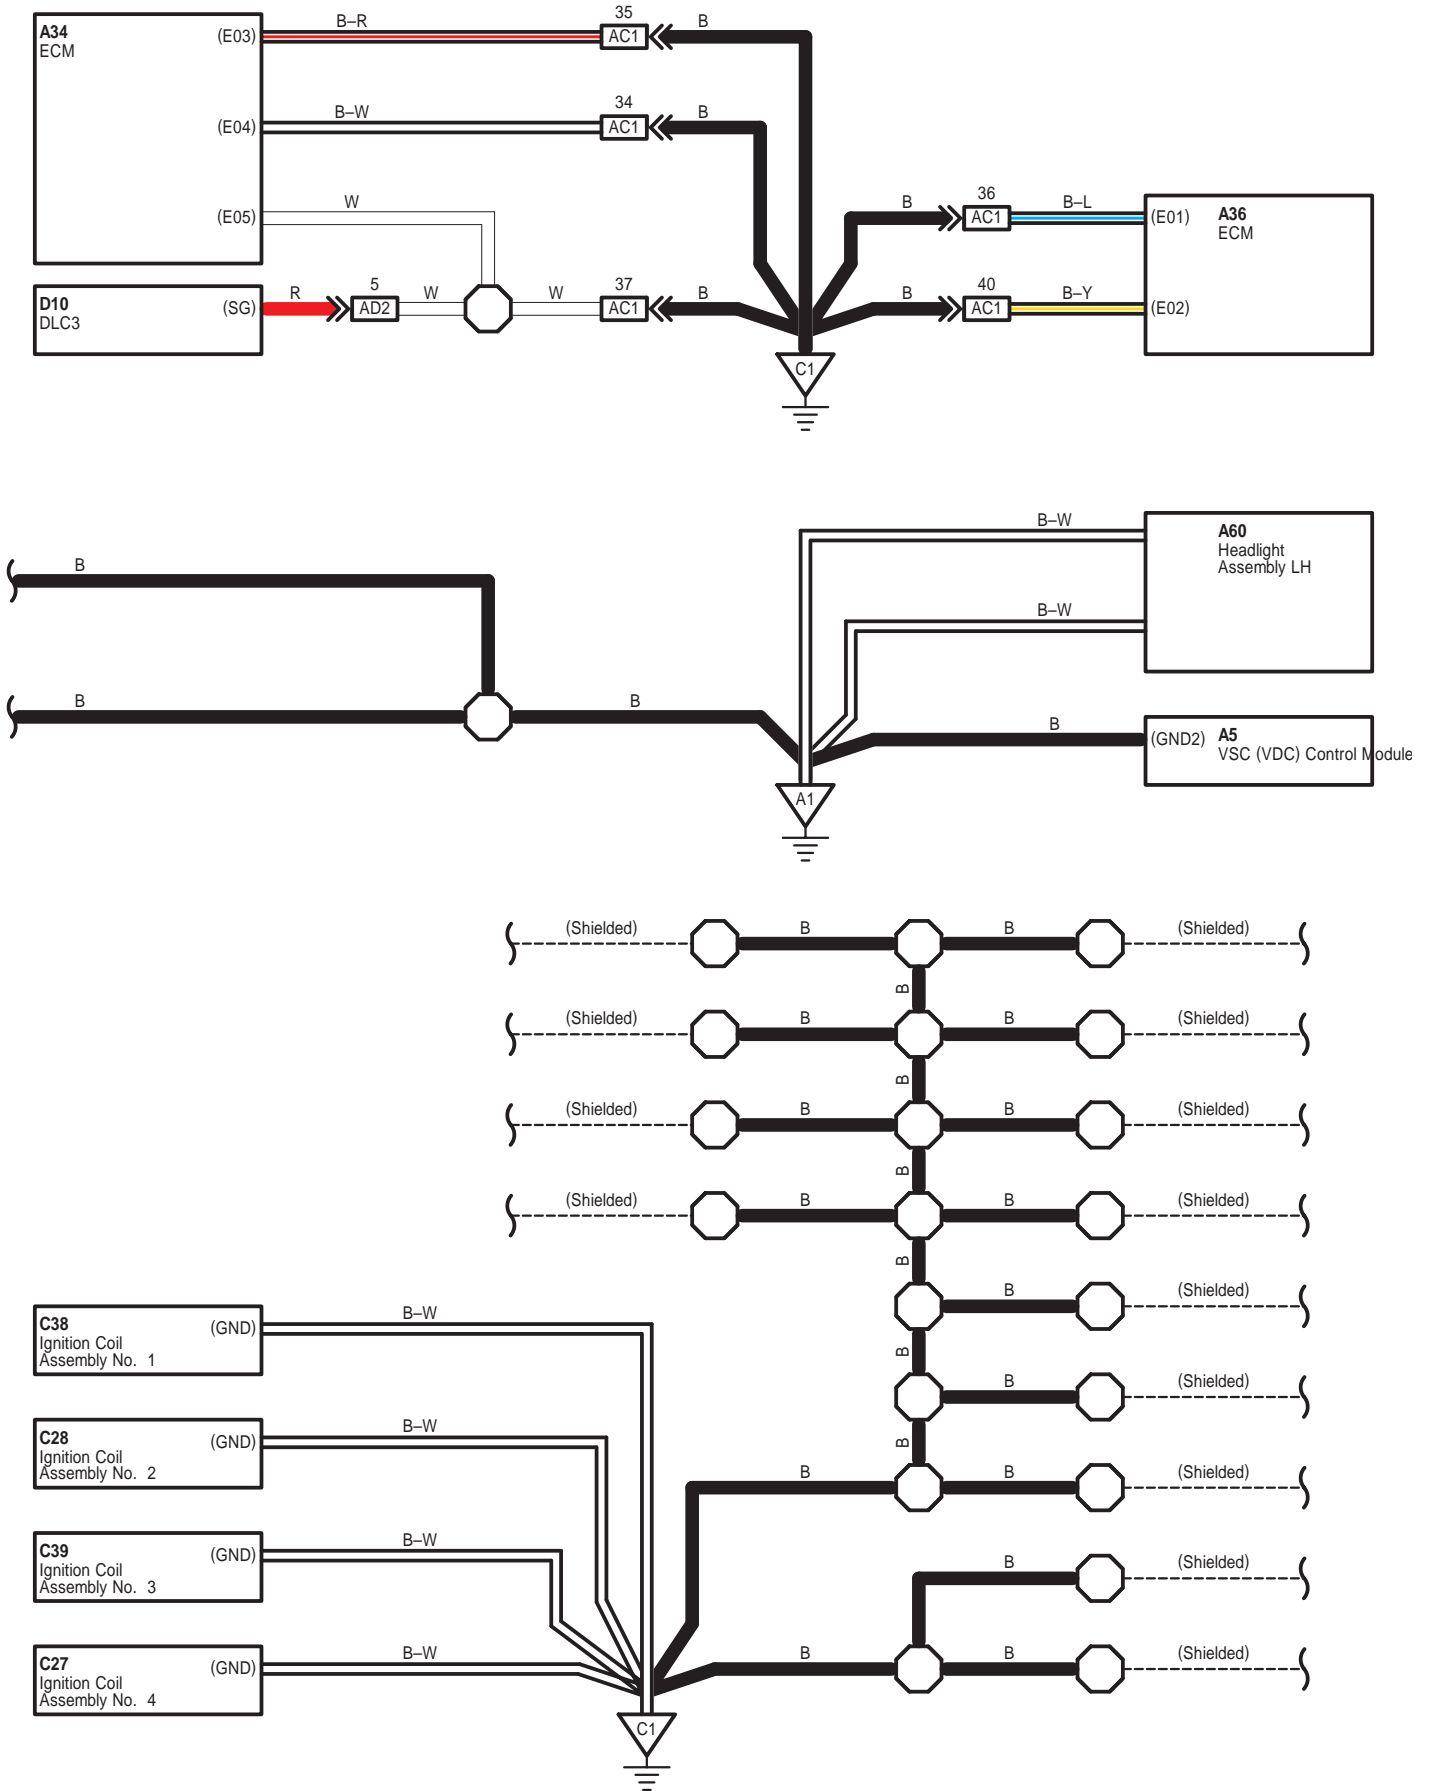 A34
ECM
(E03)
B–R
35
AC1
B
(E04)
B–W
34
AC1
B
(E05)
W
D10
DLC3
(SG)
R
5
AD2
W
W
37
AC1
B
B
36
AC1
B–L
(E01)
A36
ECM
B
40
AC1
B–Y
(E02)
C1
B
B
B
B–W
A60
Headlight
Assembly LH
B–W
B
(GND2)
A5
VSC (VDC) Control Module
A1
(Shielded)
B
B
(Shielded)
B
(Shielded)
B
B
(Shielded)
B
(Shielded)
B
B
(Shielded)
B
(Shielded)
B
B
(Shielded)
B
B
(Shielded)
B
B
(Shielded)
B
B
B
(Shielded)
B
(Shielded)
B
B
(Shielded)
C38
Ignition Coil
Assembly No. 1
(GND)
B–W
C28
Ignition Coil
Assembly No. 2
(GND)
B–W
C39
Ignition Coil
Assembly No. 3
(GND)
B–W
C27
Ignition Coil
Assembly No. 4
(GND)
B–W
C1